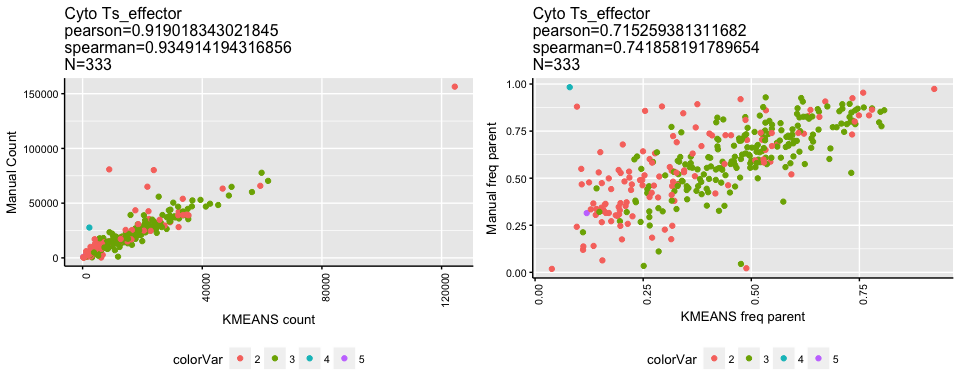 Cyto Ts_effector
pearson=0.919018343021845
spearman=0.934914194316856
N=333
150000
100000
50000
0
Manual Count
0
40000
80000
120000
KMEANS count
colorVar 2 3 4 5
Cyto Ts_effector
pearson=0.715259381311682
spearman=0.741858191789654
N=333
1.00
0.75
0.50
0.25
0.00
Manual freq parent
0.00
0.25
0.50
0.75
KMEANS freq parent
colorVar 2 3 4 5